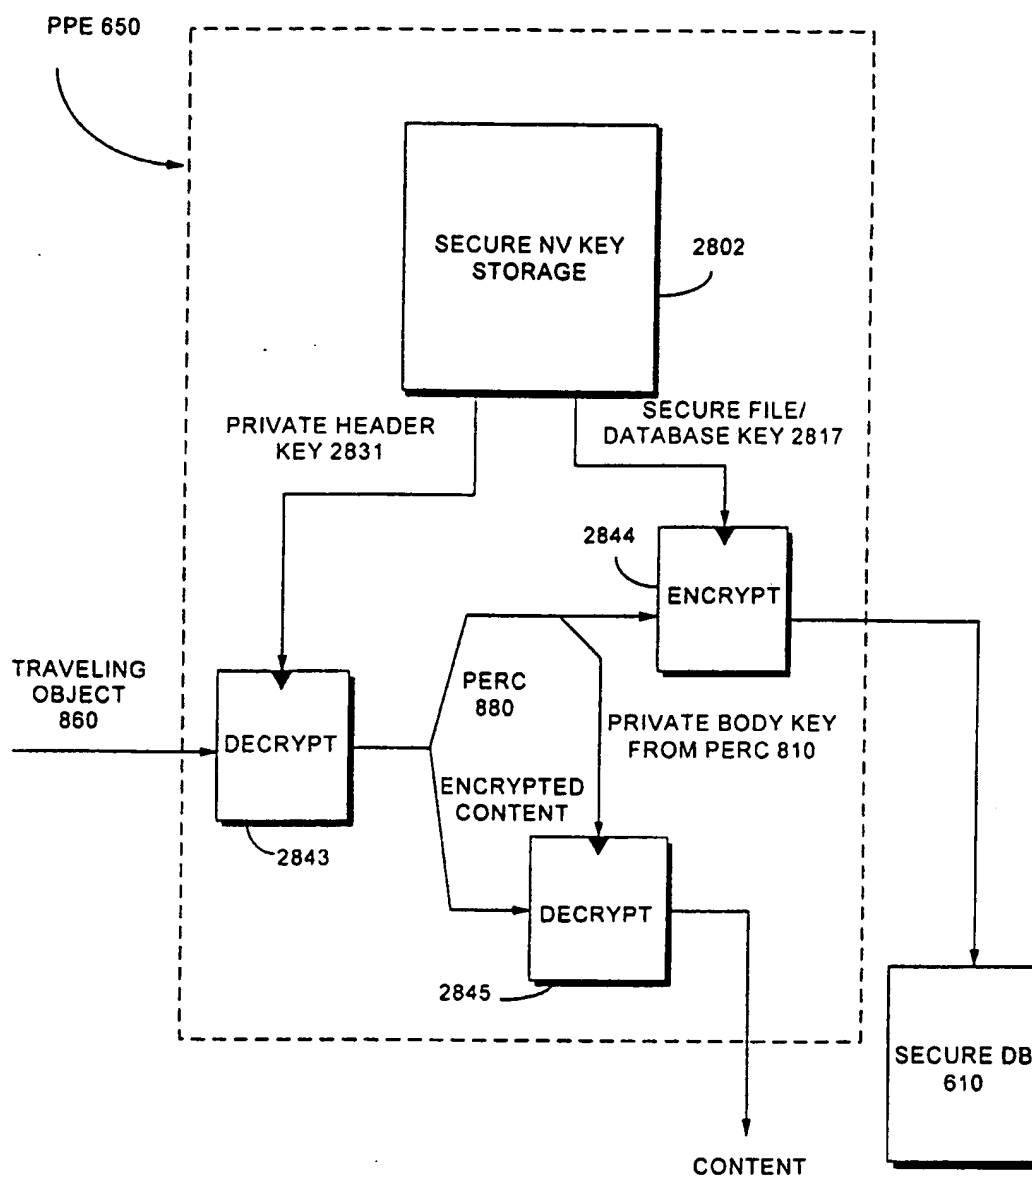 PPE 650
SECURE NV KEY
STORAGE
2802
PRIVATE HEADER
KEY 2831
SECURE FILE/
DATABASE KEY 2817
2844
ENCRYPT
TRAVELING
OBJECT
860
DECRYPT
PERC
880
PRIVATE BODY KEY
FROM PERC 810
ENCRYPTED
CONTENT
2843
DECRYPT
2845
SECURE DB
610
CONTENT